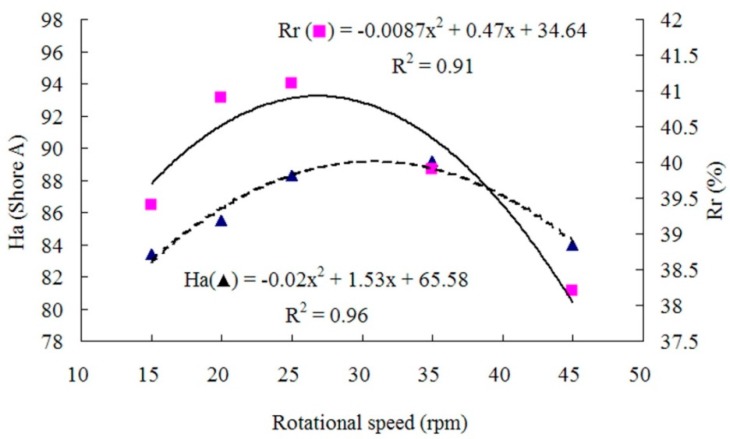 Rr (■) = -0.0087x² + 0.47x + 34.64
R² = 0.91
Ha(▲) = -0.02x² + 1.53x + 65.58
R² = 0.96
Ha (Shore A)
98
96
94
92
90
88
86
84
82
80
78
Rr (%)
42
41.5
41
40.5
40
39.5
39
38.5
38
37.5
10 15 20 25 30 35 40 45 50
Rotational speed (rpm)